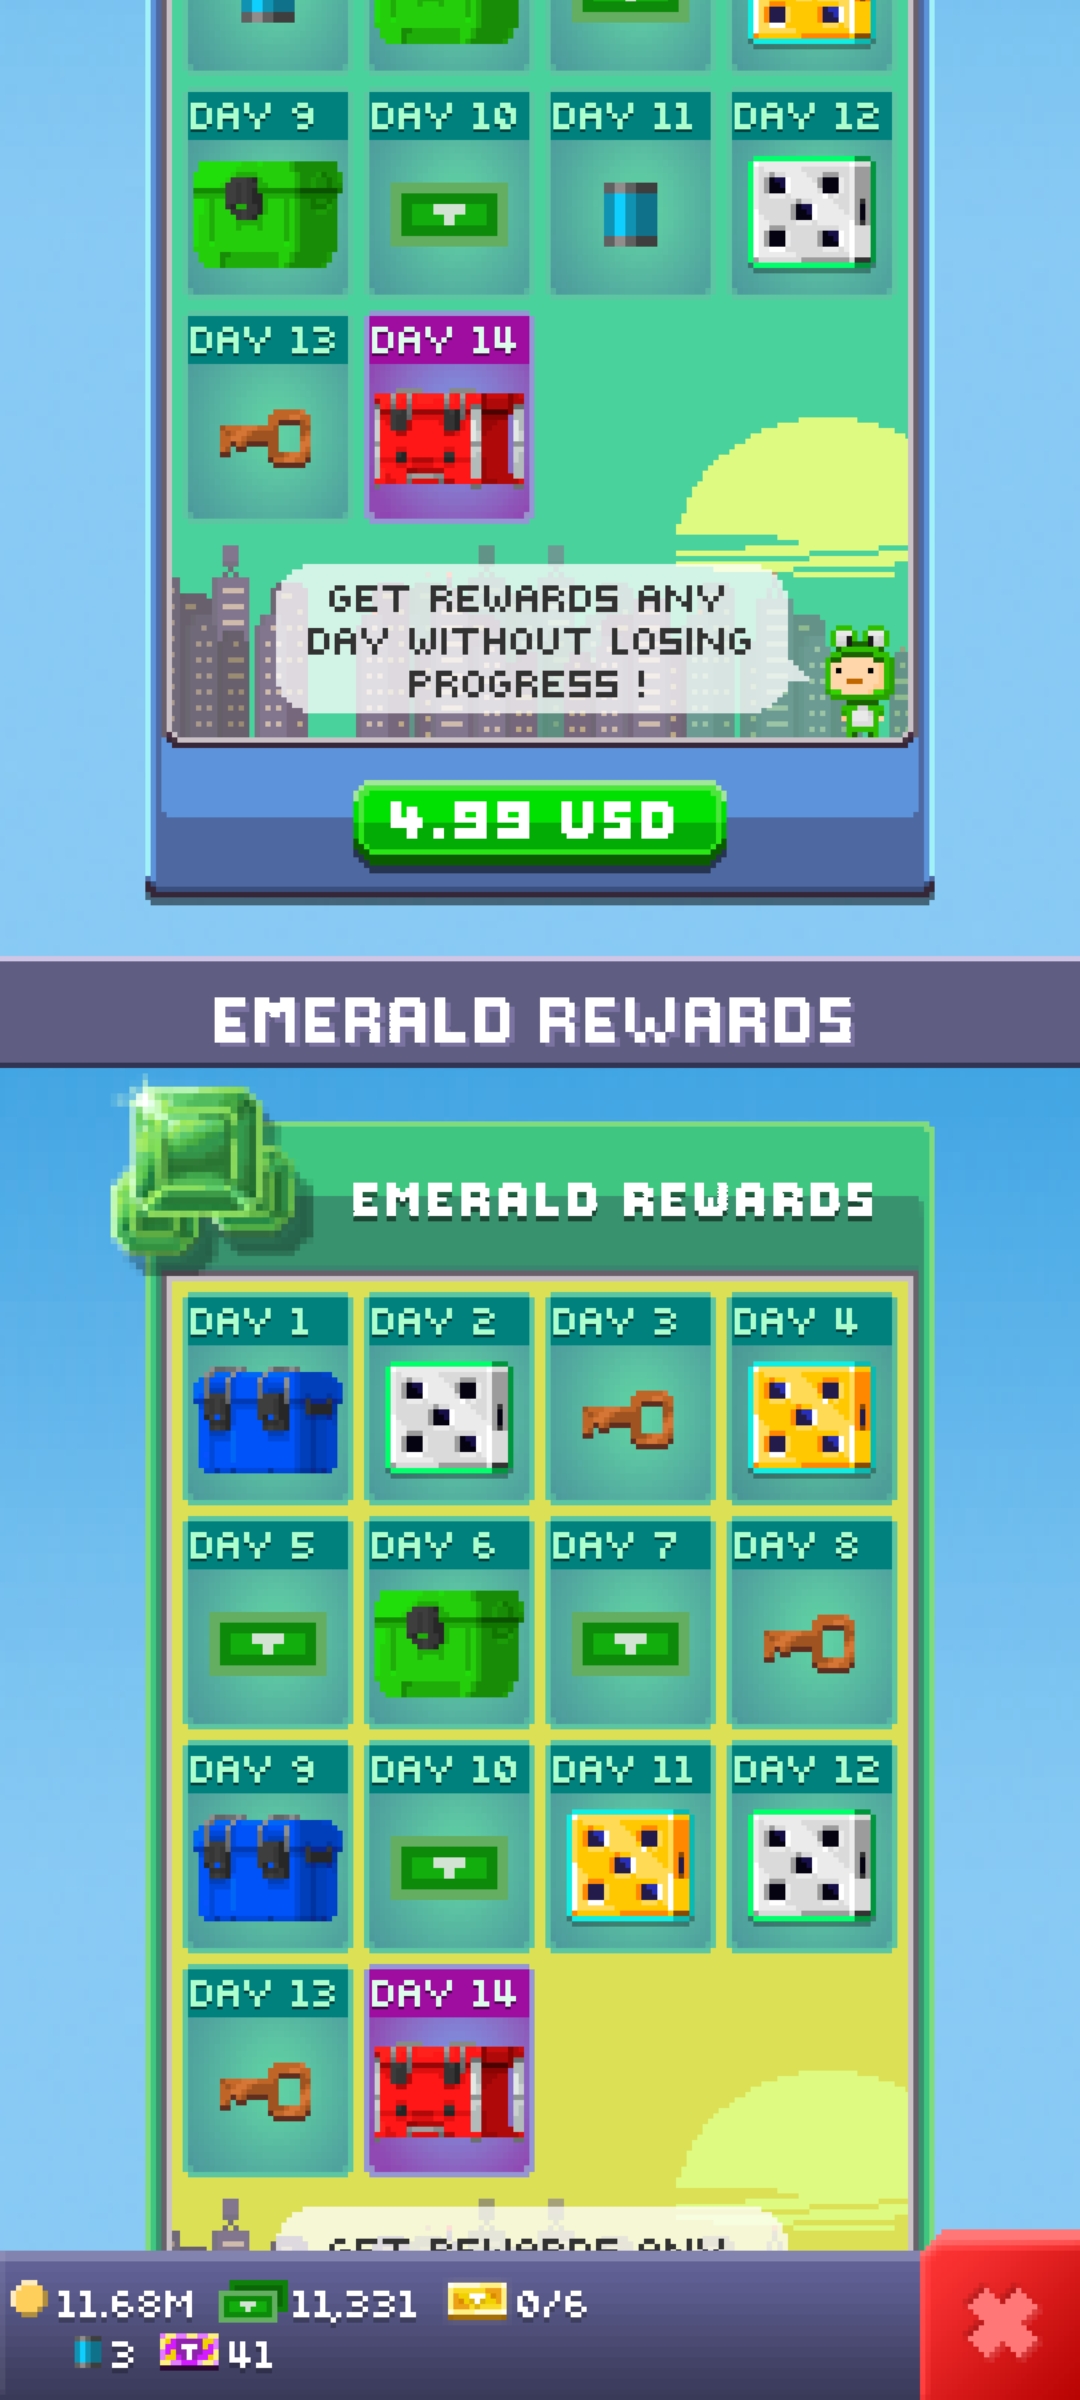 DAY 9 DAY 10 DAY 11 DAY 12
DAY 13 DAY 14
GET REWARDS ANY
DAY WITHOUT LOSING
PROGRESS !
4.99 USD
EMERALD REWARDS
EMERALD REWARDS
DAY 1 DAY 2 DAY 3 DAY 4
DAY 5 DAY 6 DAY 7 DAY 8
DAY 9 DAY 10 DAY 11 DAY 12
DAY 13 DAY 14
GET REWARDS ANY
11.68M 11,331 0/6
3 41